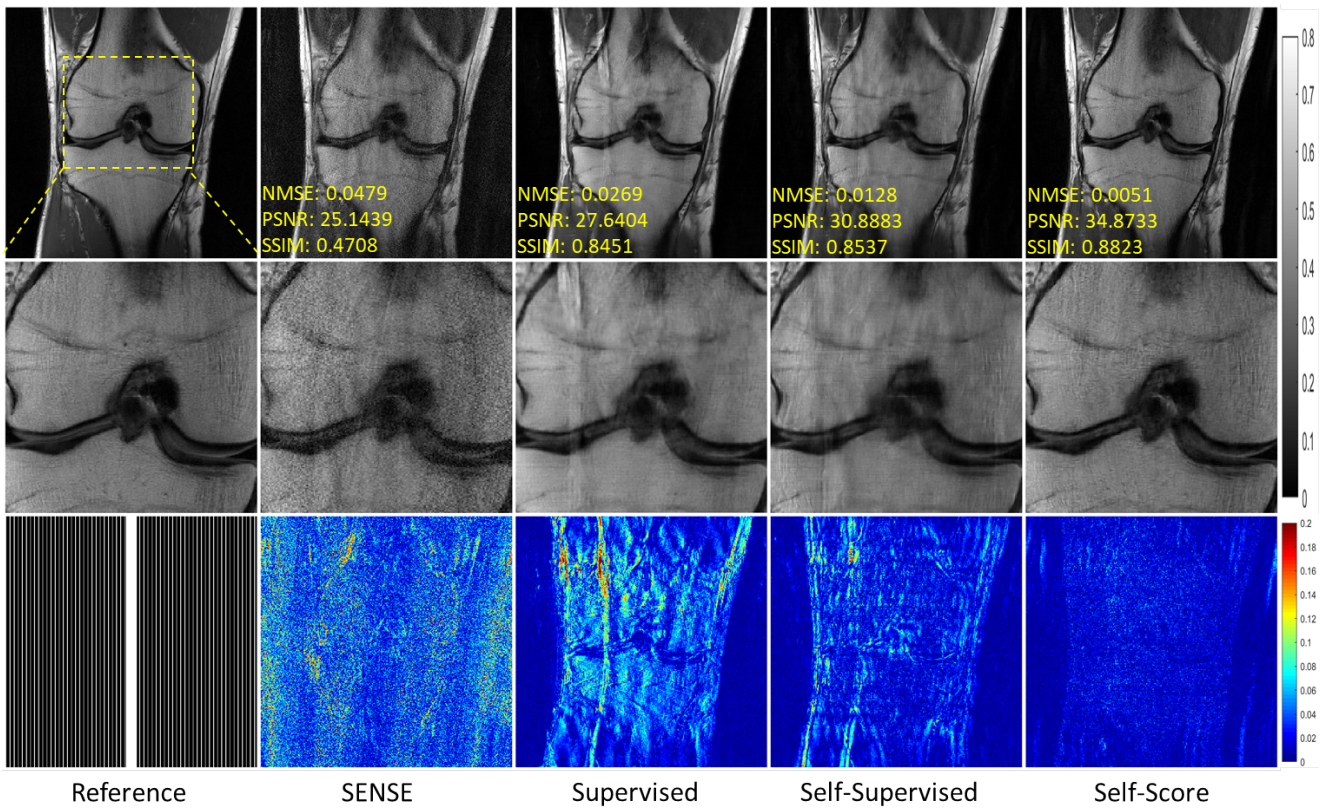 NMSE: 0.0479
PSNR: 25.1439
SSIM: 0.4708
NMSE: 0.0269
PSNR: 27.6404
SSIM: 0.8451
NMSE: 0.0128
PSNR: 30.8883
SSIM: 0.8537
NMSE: 0.0051
PSNR: 34.8733
SSIM: 0.8823
0.8
0.7
0.6
0.5
0.4
0.3
0.2
0.1
0
0.2
0.18
0.16
0.14
0.12
0.1
0.08
0.06
0.04
0.02
0
Reference
SENSE
Supervised
Self-Supervised
Self-Score